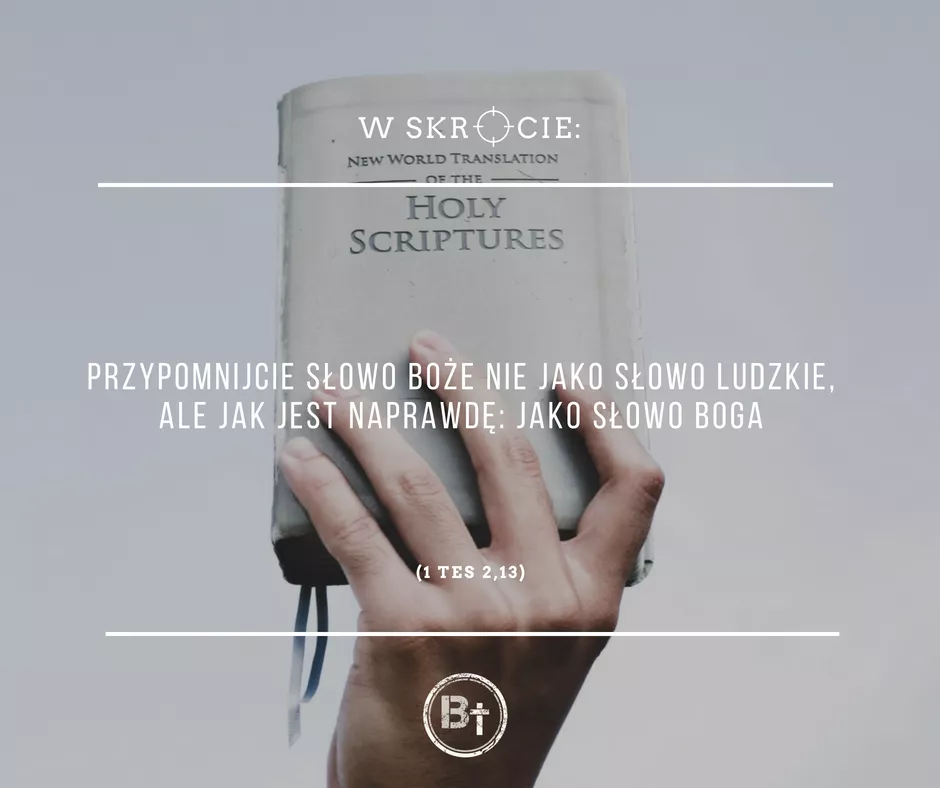 W SKRÓCIE:
NEW WORLD TRANSLATION
OF THE
HOLY
SCRIPTURES
PRZYPOMNIJCIE SŁOWO BOŻE NIE JAKO SŁOWO LUDZKIE,
ALE JAK JEST NAPRAWDĘ: JAKO SŁOWO BOGA
(1 TES 2,13)
B†